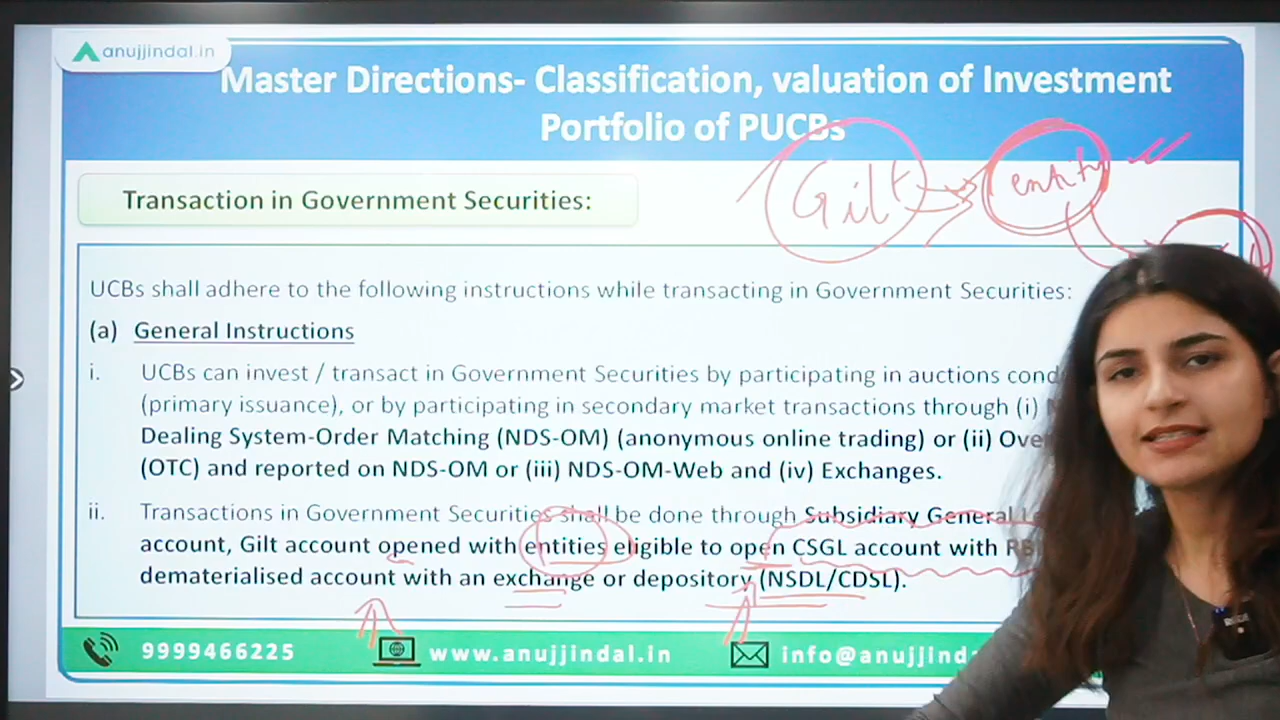 anujjindal.in
Master Directions- Classification, valuation of Investment
Portfolio of PUCBs
Gilt
entity
Transaction in Government Securities:
UCBs shall adhere to the following instructions while transacting in Government Securities:
(a) General Instructions
i. UCBs can invest / transact in Government Securities by participating in auctions cond
(primary issuance), or by participating in secondary market transactions through (i)
Dealing System-Order Matching (NDS-OM) (anonymous online trading) or (ii) Ove
(OTC) and reported on NDS-OM or (iii) NDS-OM-Web and (iv) Exchanges.
ii. Transactions in Government Securities shall be done through Subsidiary General
account, Gilt account opened with entities eligible to open CSGL account with RB
dematerialised account with an exchange or depository (NSDL/CDSL).
9999466225
www.anujjindal.in
info@anujjind